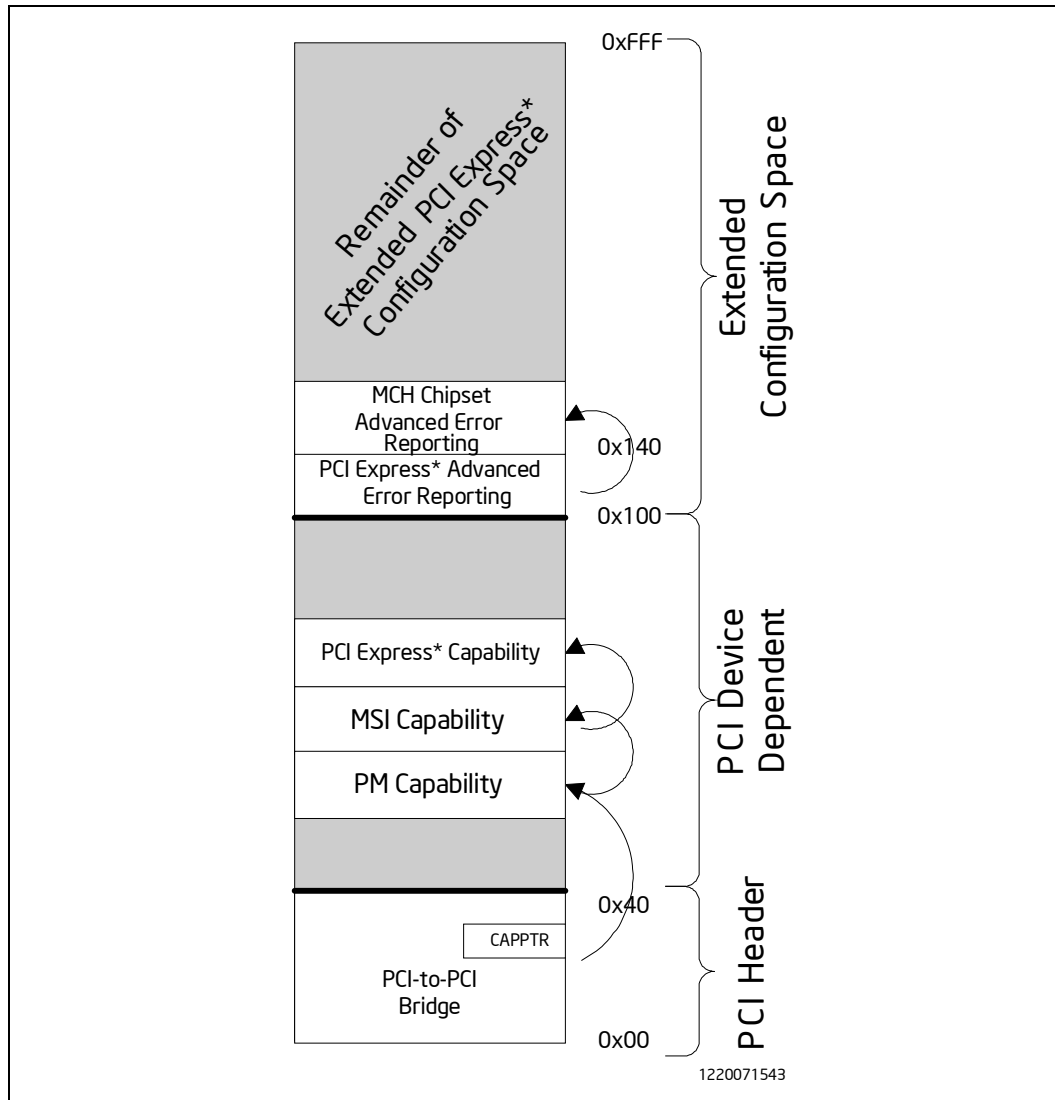 0xFFF
Remainder of
Extended PCI Express*
Configuration Space
Extended
Configuration Space
MCH Chipset
Advanced Error
Reporting
0x140
PCI Express* Advanced
Error Reporting
0x100
PCI Express* Capability
MSI Capability
PM Capability
PCI Device
Dependent
0x40
CAPPTR
PCI-to-PCI
Bridge
PCI Header
0x00
1220071543